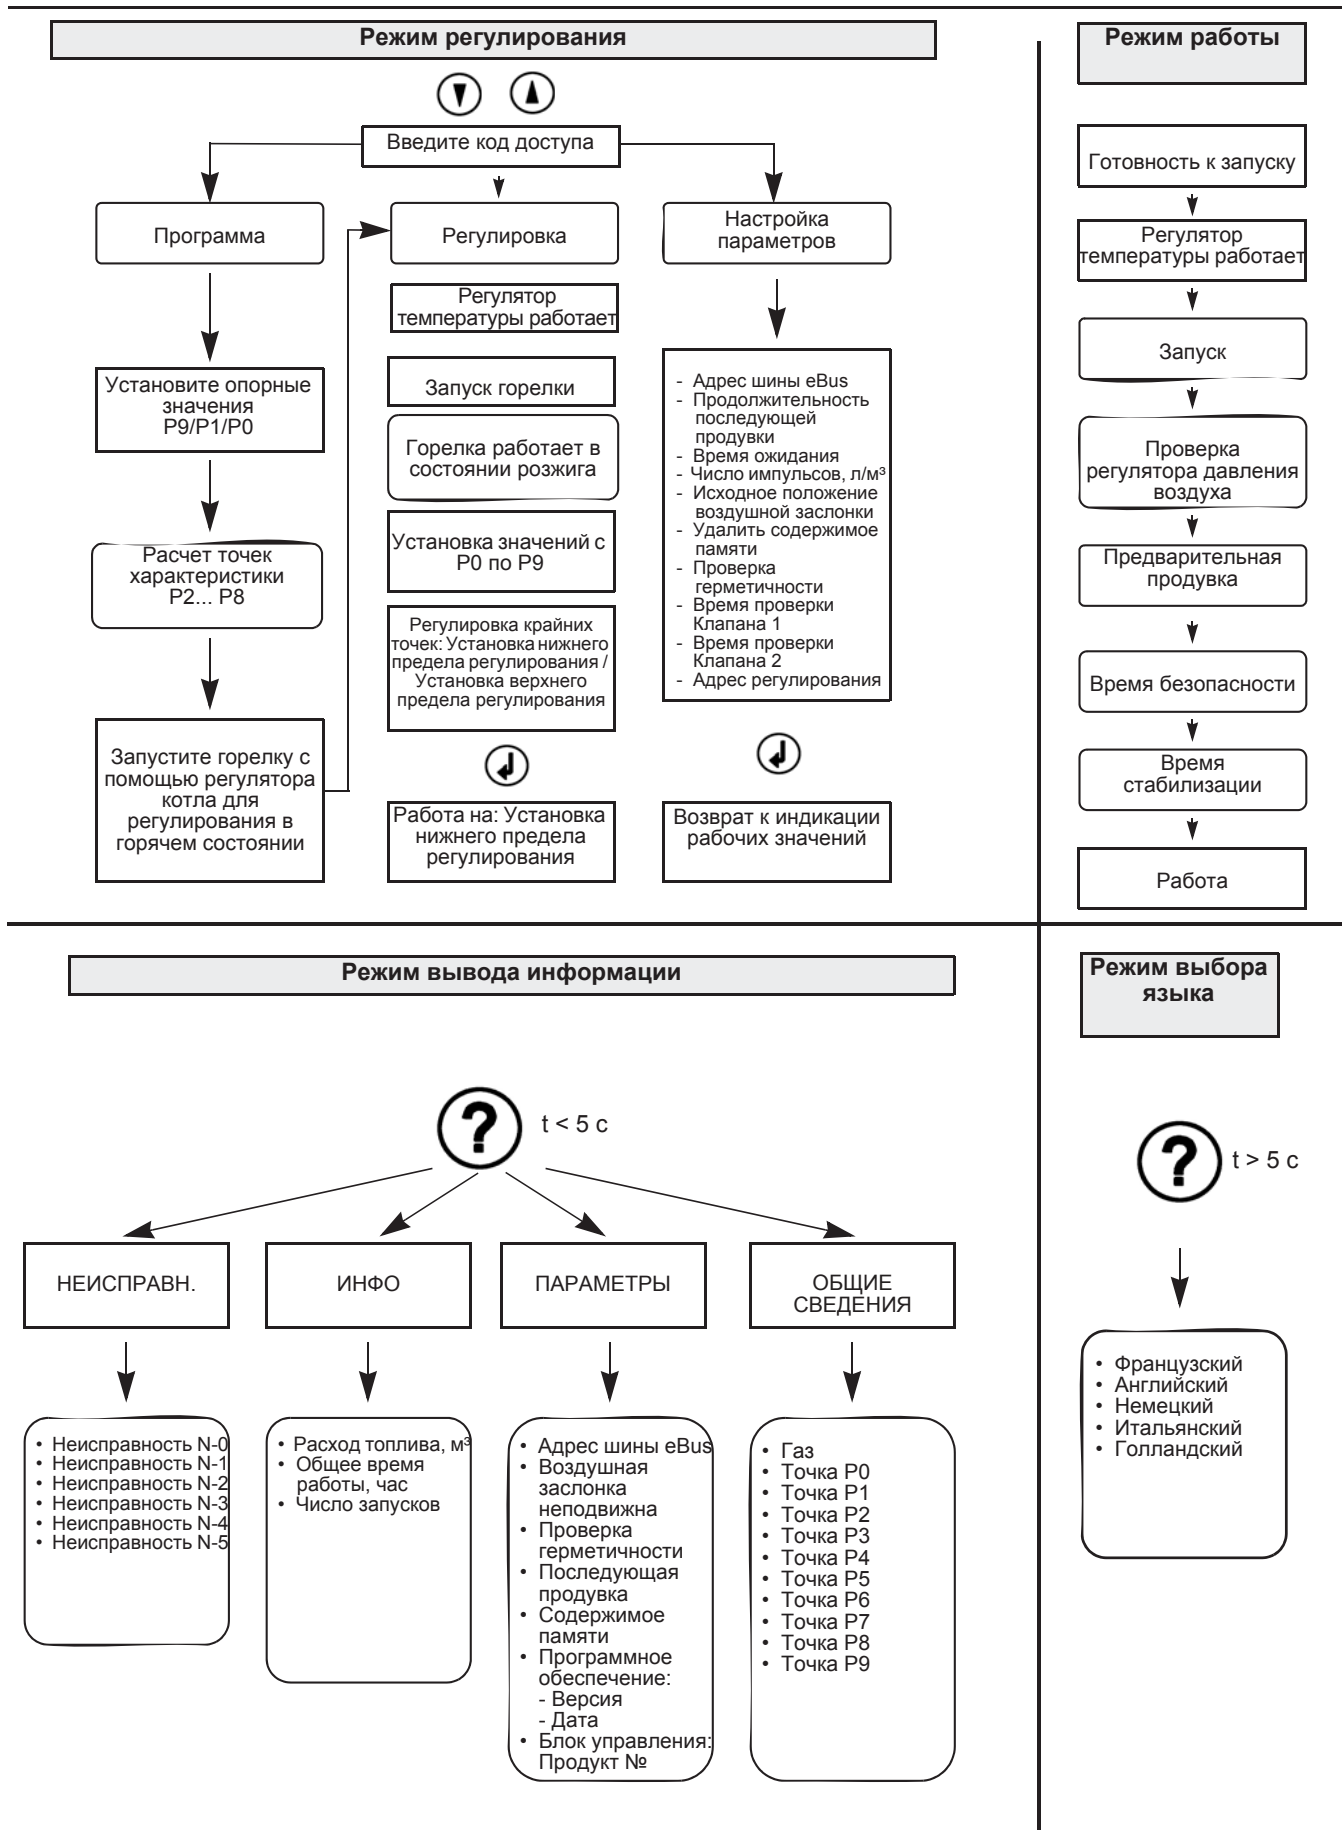 Режим регулирования
Введите код доступа
Программа
Установите опорные
значения
P9/P1/P0
Расчет точек
характеристики
P2... P8
Запустите горелку с
помощью регулятора
котла для
регулирования в
горячем состоянии
Регулировка
Регулятор
температуры работает
Запуск горелки
Горелка работает в
состоянии розжига
Установка значений с
P0 по P9
Регулировка крайних
точек: Установка нижнего
предела регулирования /
Установка верхнего
предела регулирования
Работа на: Установка
нижнего предела
регулирования
Настройка
параметров
- Адрес шины eBus
- Продолжительность
последующей
продувки
- Время ожидания
- Число импульсов, л/м³
- Исходное положение
воздушной заслонки
- Удалить содержимое
памяти
- Проверка
герметичности
- Время проверки
Клапана 1
- Время проверки
Клапана 2
- Адрес регулирования
Возврат к индикации
рабочих значений
Режим работы
Готовность к запуску
Регулятор
температуры работает
Запуск
Проверка
регулятора давления
воздуха
Предварительная
продувка
Время безопасности
Время
стабилизации
Работа
Режим вывода информации
? t < 5 с
НЕИСПРАВН.
• Неисправность N-0
• Неисправность N-1
• Неисправность N-2
• Неисправность N-3
• Неисправность N-4
• Неисправность N-5
ИНФО
• Расход топлива, м³
• Общее время
работы, час
• Число запусков
ПАРАМЕТРЫ
• Адрес шины eBus
• Воздушная
заслонка
неподвижна
• Проверка
герметичности
• Последующая
продувка
• Содержимое
памяти
• Программное
обеспечение:
- Версия
- Дата
• Блок управления:
Продукт №
ОБЩИЕ
СВЕДЕНИЯ
• Газ
• Точка P0
• Точка P1
• Точка P2
• Точка P3
• Точка P4
• Точка P5
• Точка P6
• Точка P7
• Точка P8
• Точка P9
Режим выбора
языка
? t > 5 с
• Французский
• Английский
• Немецкий
• Итальянский
• Голландский